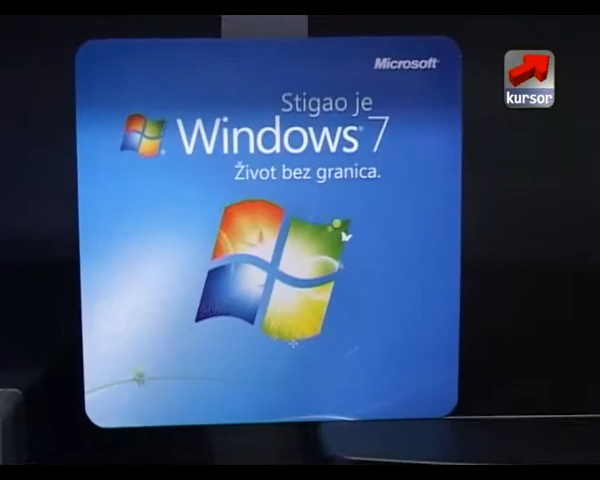 Microsoft
kursor
Stigao je
Windows 7
Život bez granica.